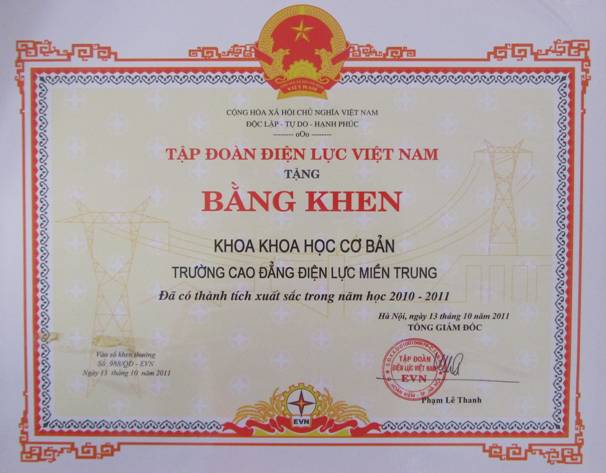 VIỆT NAM
CỘNG HÒA XÃ HỘI CHỦ NGHĨA VIỆT NAM
ĐỘC LẬP - TỰ DO - HẠNH PHÚC
-------- oOo --------
TẬP ĐOÀN ĐIỆN LỰC VIỆT NAM
TẶNG
BẰNG KHEN
KHOA KHOA HỌC CƠ BẢN
TRƯỜNG CAO ĐẲNG ĐIỆN LỰC MIỀN TRUNG
Đã có thành tích xuất sắc trong năm học 2010 - 2011
Hà Nội, ngày 13 tháng 10 năm 2011
TỔNG GIÁM ĐỐC
TẬP ĐOÀN
ĐIỆN LỰC VIỆT NAM
EVN
Phạm Lê Thanh
Vào sổ khen thưởng
Số 988/QĐ - EVN
Ngày 13 tháng 10 năm 2011
EVN